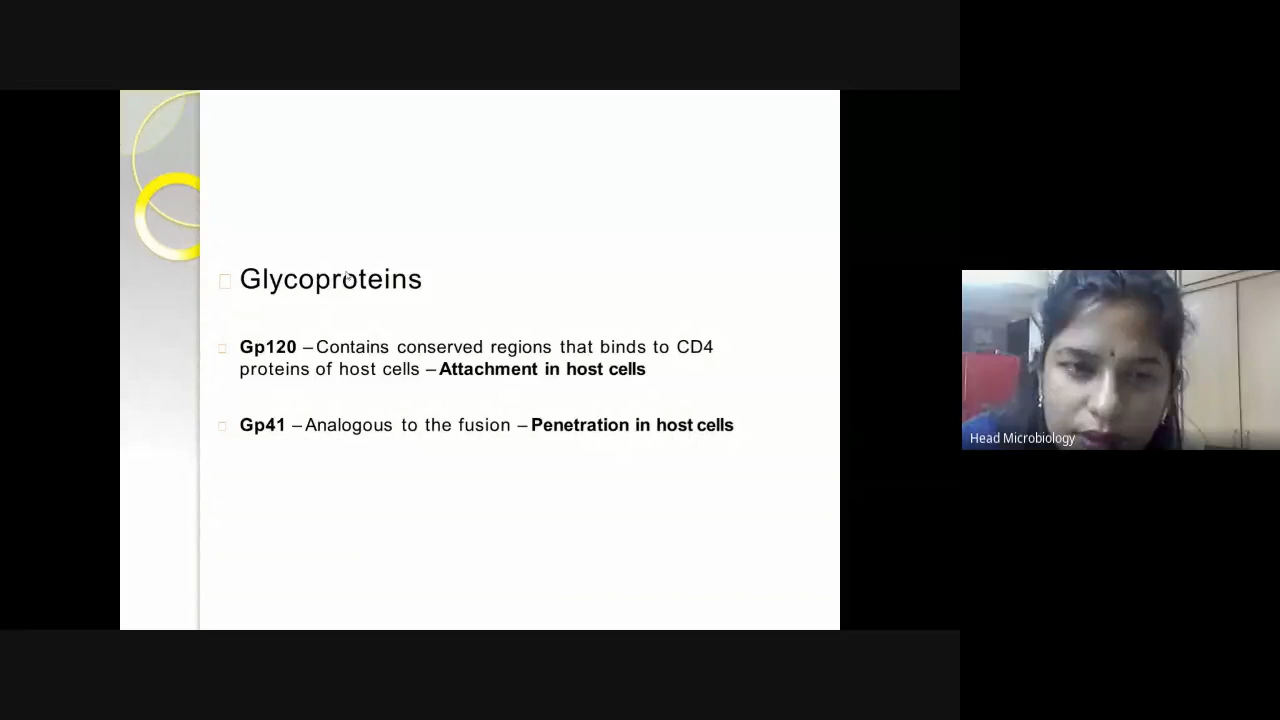 Glycoproteins
Gp120 – Contains conserved regions that binds to CD4
proteins of host cells – Attachment in host cells
Gp41 – Analogous to the fusion – Penetration in host cells
Head Microbiology